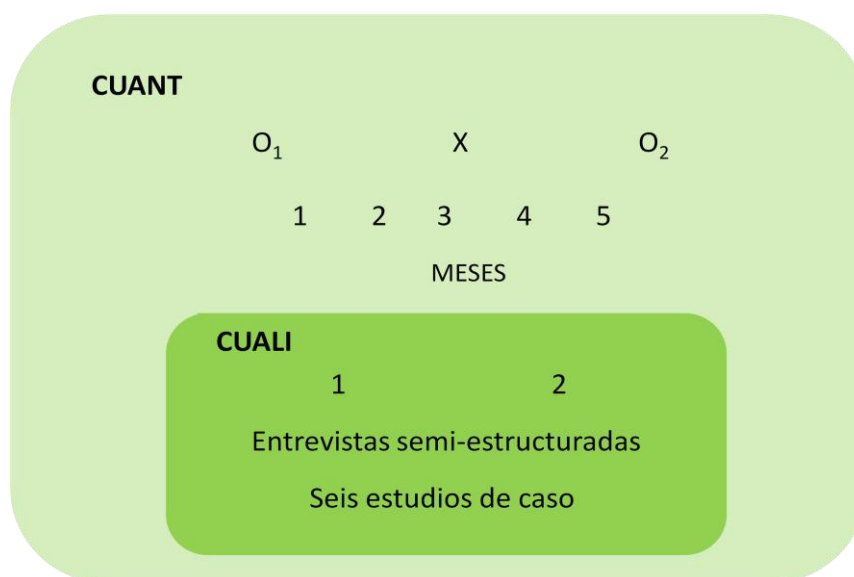 CUANT
O₁ X O₂
1 2 3 4 5
MESES
CUALI
1 2
Entrevistas semi-estructuradas
Seis estudios de caso